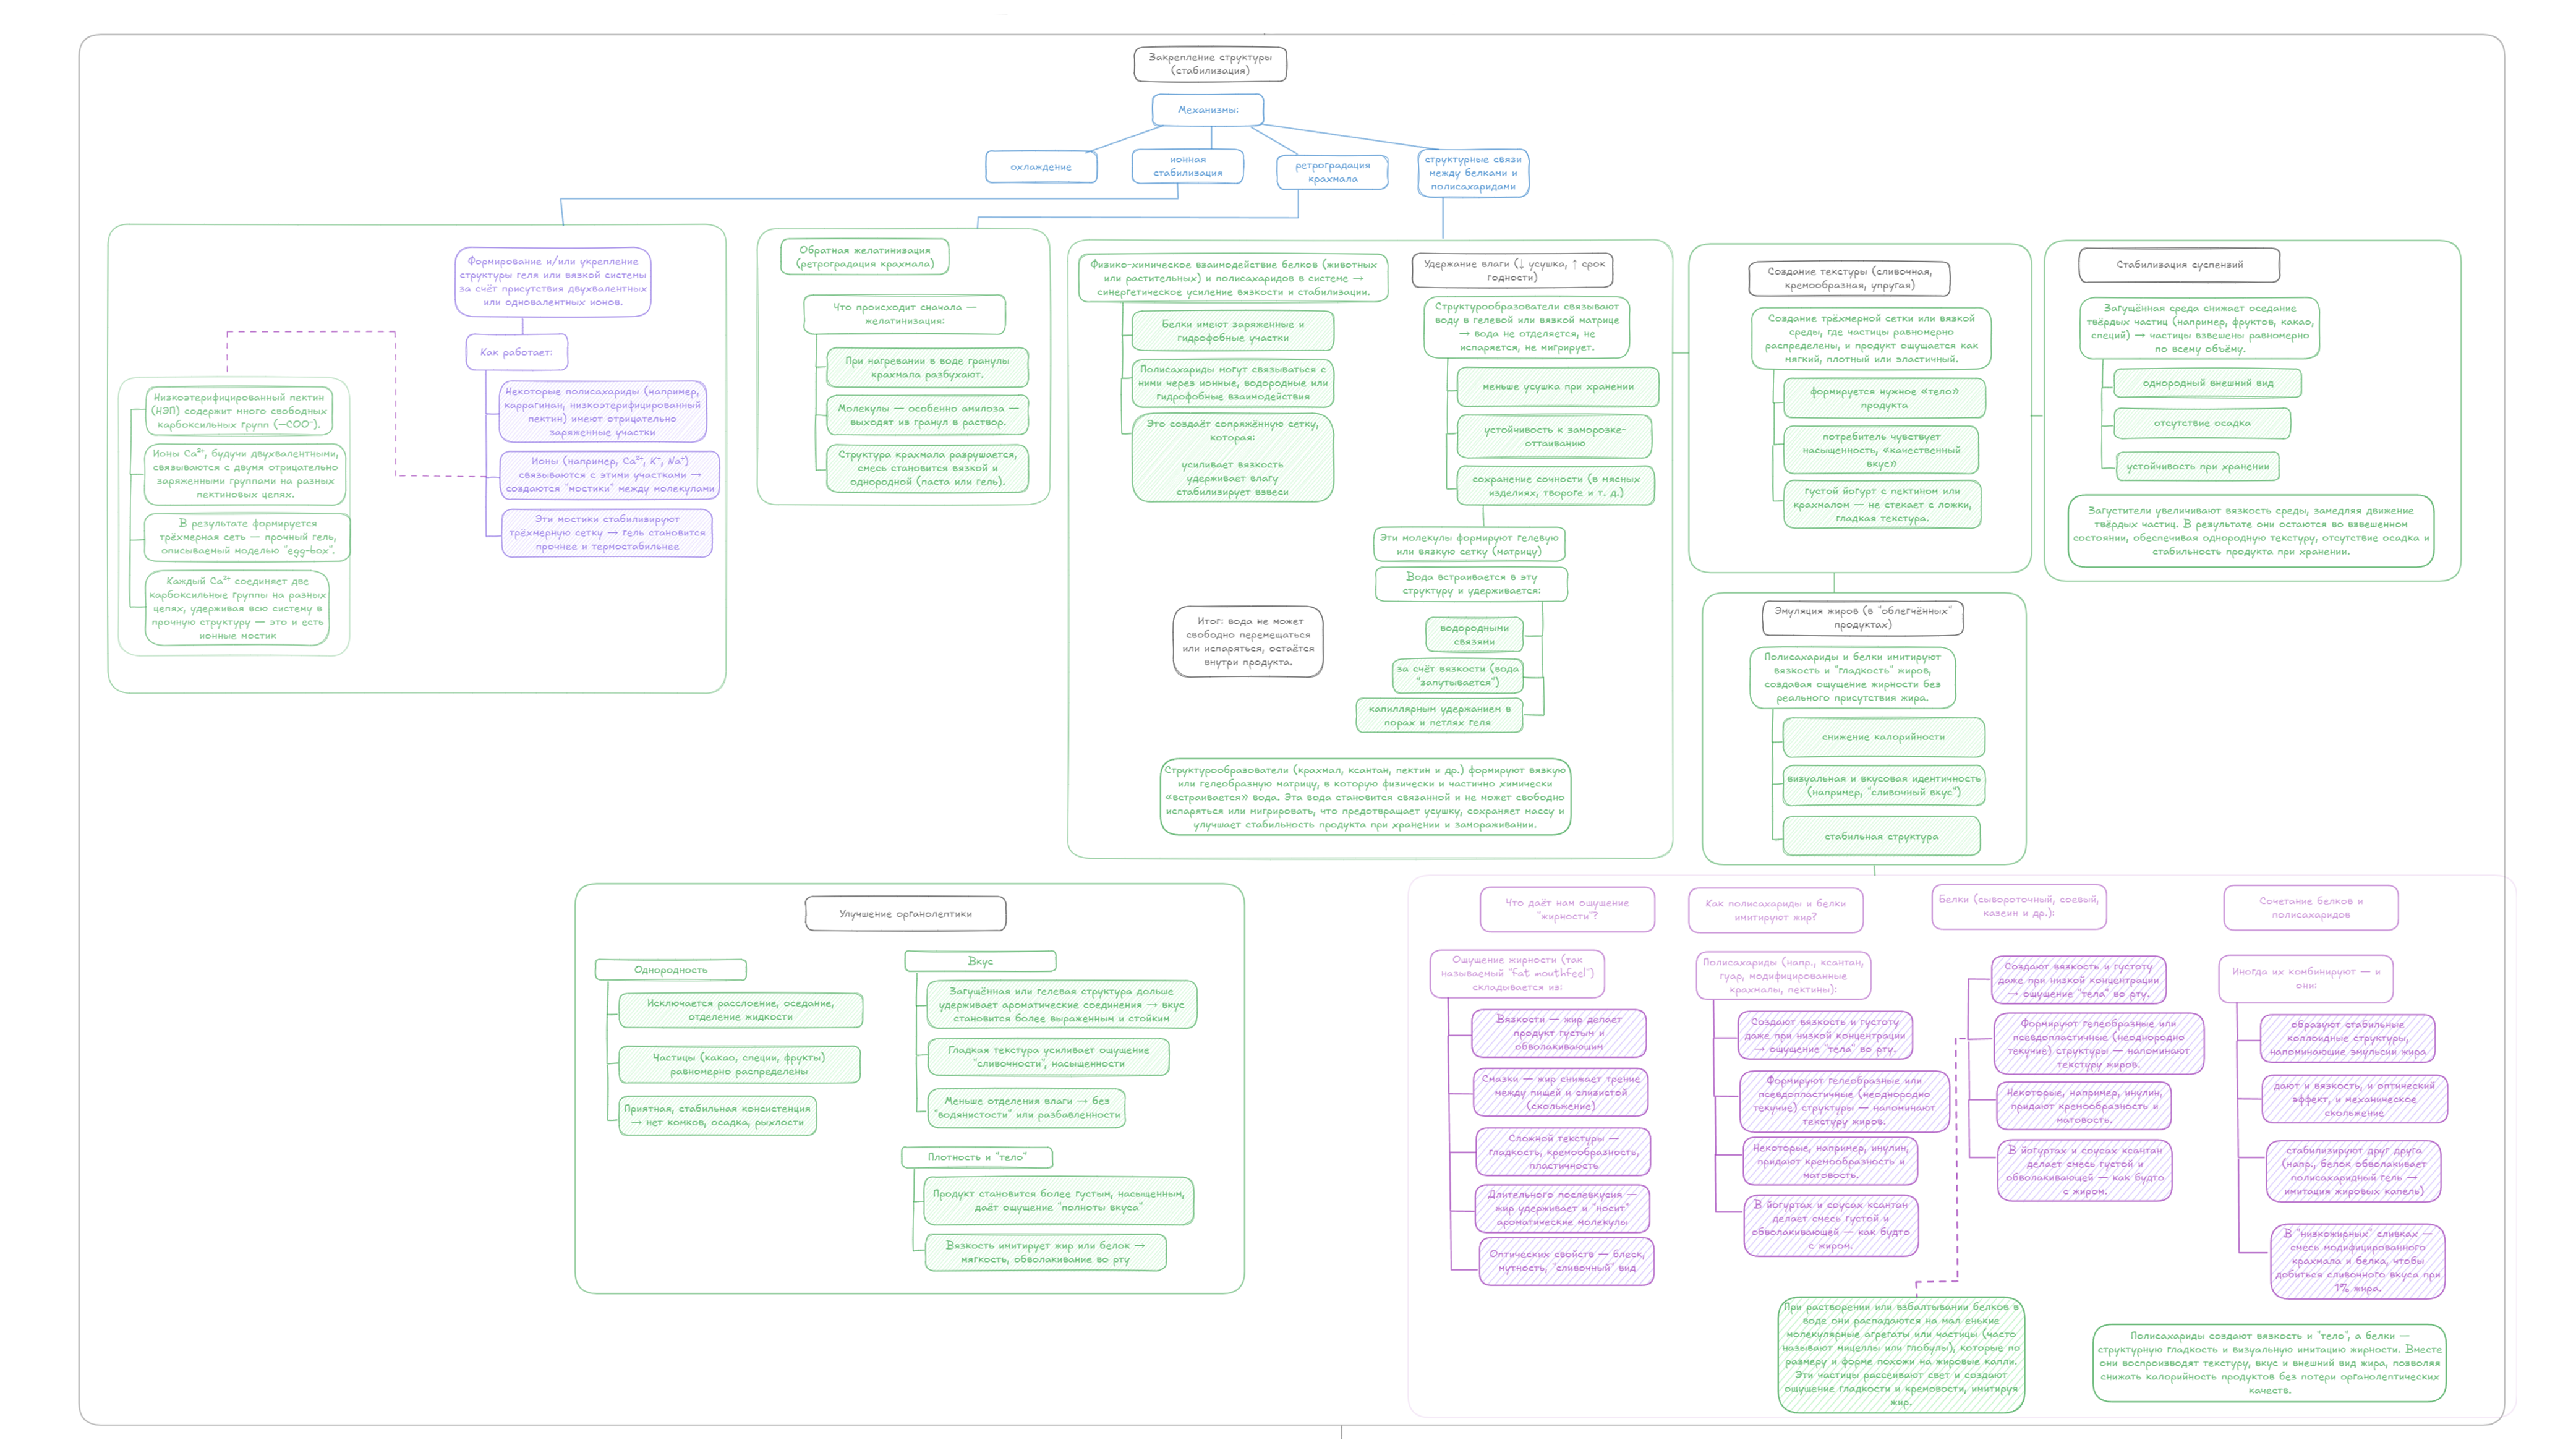 Закрепление структуры
(стабилизация)
Механизмы:
охлаждение
ионная
стабилизация
ретроградация
крахмала
структурные связи
между белками и
полисахаридами
Формирование и/или укрепление
структуры геля или вязкой системы
за счёт присутствия двухвалентных
или одновалентных ионов.
Как работает:
Некоторые полисахариды (например,
каррагинан, низкоэтерифицированный
пектин) имеют отрицательно
заряженные участки
Ионы (например, Ca²⁺, K⁺, Na⁺)
связываются с этими участками →
создаются "мостики" между молекулами
Эти мостики стабилизируют
трёхмерную сетку → гель становится
прочнее и термостабильнее
Низкоэтерифицированный пектин
(НЭП) содержит много свободных
карбоксильных групп (–COO⁻).
Ионы Ca²⁺, будучи двухвалентными,
связываются с двумя отрицательно
заряженными группами на разных
пектиновых цепях.
В результате формируется
трёхмерная сеть — прочный гель,
описываемый моделью "egg-box".
Каждый Ca²⁺ соединяет две
карбоксильные группы на разных
цепях, удерживая всю систему в
прочную структуру — это и есть
ионные мостик
Обратная желатинизация
(ретроградация крахмала)
Что происходит сначала —
желатинизация:
При нагревании в воде гранулы
крахмала разбухают.
Молекулы — особенно амилоза —
выходят из гранул в раствор.
Структура крахмала разрушается,
смесь становится вязкой и
однородной (паста или гель).
Физико-химическое взаимодействие белков (животных
или растительных) и полисахаридов в системе →
синергетическое усиление вязкости и стабилизации.
Белки имеют заряженные и
гидрофобные участки
Полисахариды могут связываться с
ними через ионные, водородные или
гидрофобные взаимодействия
Это создаёт сопряжённую сетку,
которая:
усиливает вязкость
удерживает влагу
стабилизирует взвеси
Удержание влаги (↓ усушка, ↑ срок
годности)
Структурообразователи связывают
воду в гелевой или вязкой матрице
→ вода не отделяется, не
испаряется, не мигрирует.
меньше усушка при хранении
устойчивость к заморозке-
оттаиванию
сохранение сочности (в мясных
изделиях, твороге и т. д.)
Эти молекулы формируют гелевую
или вязкую сетку (матрицу)
Вода встраивается в эту
структуру и удерживается:
водородными
связями
за счёт вязкости (вода
"запутывается")
капиллярным удержанием в
порах и петлях геля
Итог: вода не может
свободно перемещаться
или испаряться, остаётся
внутри продукта.
Структурообразователи (крахмал, ксантан, пектин и др.) формируют вязкую
или гелеобразную матрицу, в которую физически и частично химически
«встраивается» вода. Эта вода становится связанной и не может свободно
испаряться или мигрировать, что предотвращает усушку, сохраняет массу и
улучшает стабильность продукта при хранении и замораживании.
Создание текстуры (сливочная,
кремообразная, упругая)
Создание трёхмерной сетки или вязкой
среды, где частицы равномерно
распределены, и продукт ощущается как
мягкий, плотный или эластичный.
формируется нужное «тело»
продукта
потребитель чувствует
насыщенность, «качественный
вкус»
густой йогурт с пектином или
крахмалом — не стекает с ложки,
гладкая текстура.
Стабилизация суспензий
Загущённая среда снижает оседание
твёрдых частиц (например, фруктов, какао,
специй) → частицы взвешены равномерно
по всему объёму.
однородный внешний вид
отсутствие осадка
устойчивость при хранении
Загустители увеличивают вязкость среды, замедляя движение
твёрдых частиц. В результате они остаются во взвешенном
состоянии, обеспечивая однородную текстуру, отсутствие осадка и
стабильность продукта при хранении.
Эмуляция жиров (в "облегчённых"
продуктах)
Полисахариды и белки имитируют
вязкость и "гладкость" жиров,
создавая ощущение жирности без
реального присутствия жира.
снижение калорийности
визуальная и вкусовая идентичность
(например, "сливочный вкус")
стабильная структура
Улучшение органолептики
Однородность
Исключается расслоение, оседание,
отделение жидкости
Частицы (какао, специи, фрукты)
равномерно распределены
Приятная, стабильная консистенция
→ нет комков, осадка, рыхлости
Вкус
Загущённая или гелевая структура дольше
удерживает ароматические соединения → вкус
становится более выраженным и стойким
Гладкая текстура усиливает ощущение
"сливочности", насыщенности
Меньше отделения влаги → без
"водянистости" или разбавленности
Плотность и "тело"
Продукт становится более густым, насыщенным,
даёт ощущение "полноты вкуса"
Вязкость имитирует жир или белок →
мягкость, обволакивание во рту
Что даёт нам ощущение
"жирности"?
Ощущение жирности (так
называемый "fat mouthfeel")
складывается из:
Вязкости — жир делает
продукт густым и
обволакивающим
Смазки — жир снижает трение
между пищей и слизистой
(скольжение)
Сложной текстуры —
гладкость, кремообразность,
пластичность
Длительного послевкусия —
жир удерживает и "носит"
ароматические молекулы
Оптических свойств — блеск,
мутность, "сливочный" вид
Как полисахариды и белки
имитируют жир?
Полисахариды (напр., ксантан,
гуар, модифицированные
крахмалы, пектины):
Создают вязкость и густоту
даже при низкой концентрации
→ ощущение "тела" во рту.
Формируют гелеобразные или
псевдопластичные (неоднородно
текучие) структуры — напоминают
текстуру жиров.
Некоторые, например, инулин,
придают кремообразность и
матовость.
В йогуртах и соусах ксантан
делает смесь густой и
обволакивающей — как будто
с жиром.
Белки (сывороточный, соевый,
казеин и др.):
Создают вязкость и густоту
даже при низкой концентрации
→ ощущение "тела" во рту.
Формируют гелеобразные или
псевдопластичные (неоднородно
текучие) структуры — напоминают
текстуру жиров.
Некоторые, например, инулин,
придают кремообразность и
матовость.
В йогуртах и соусах ксантан
делает смесь густой и
обволакивающей — как будто
с жиром.
При растворении или взбалтывании белков в
воде они распадаются на мал енькие
молекулярные агрегаты или частицы (часто
называют мицеллы или глобулы), которые по
размеру и форме похожи на жировые капли.
Эти частицы рассеивают свет и создают
ощущение гладкости и кремовости, имитируя
жир.
Сочетание белков и
полисахаридов
Иногда их комбинируют — и
они:
образуют стабильные
коллоидные структуры,
напоминающие эмульсии жира
дают и вязкость, и оптический
эффект, и механическое
скольжение
стабилизируют друг друга
(напр., белок обволакивает
полисахаридный гель →
имитация жировых капель)
В "низкожирных" сливках —
смесь модифицированного
крахмала и белка, чтобы
добиться сливочного вкуса при
1% жира.
Полисахариды создают вязкость и "тело", а белки —
структурную гладкость и визуальную имитацию жирности. Вместе
они воспроизводят текстуру, вкус и внешний вид жира, позволяя
снижать калорийность продуктов без потери органолептических
качеств.